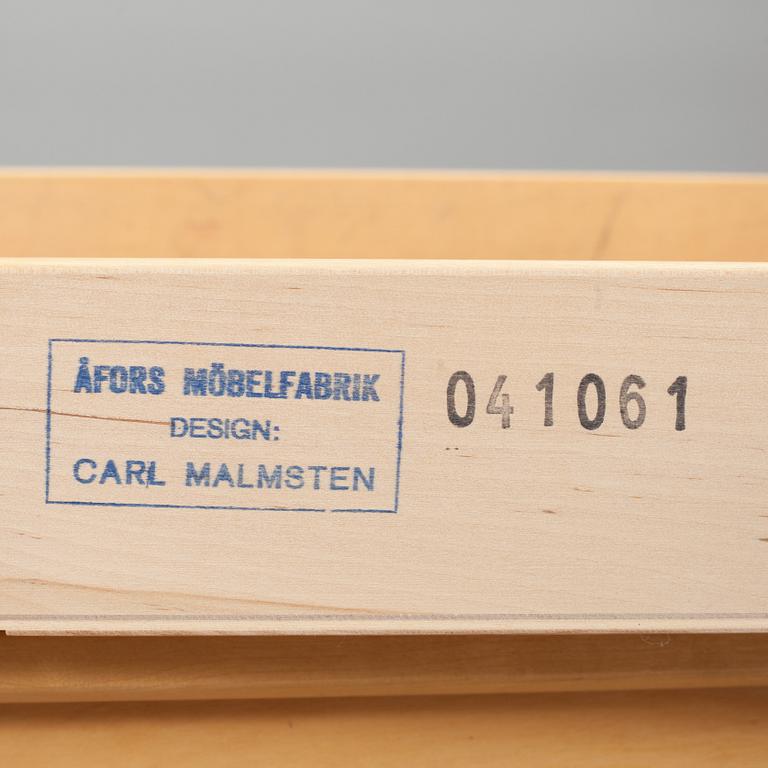 ÅFORS MÖBELFABRIK
DESIGN:
CARL MALMSTEN
041061